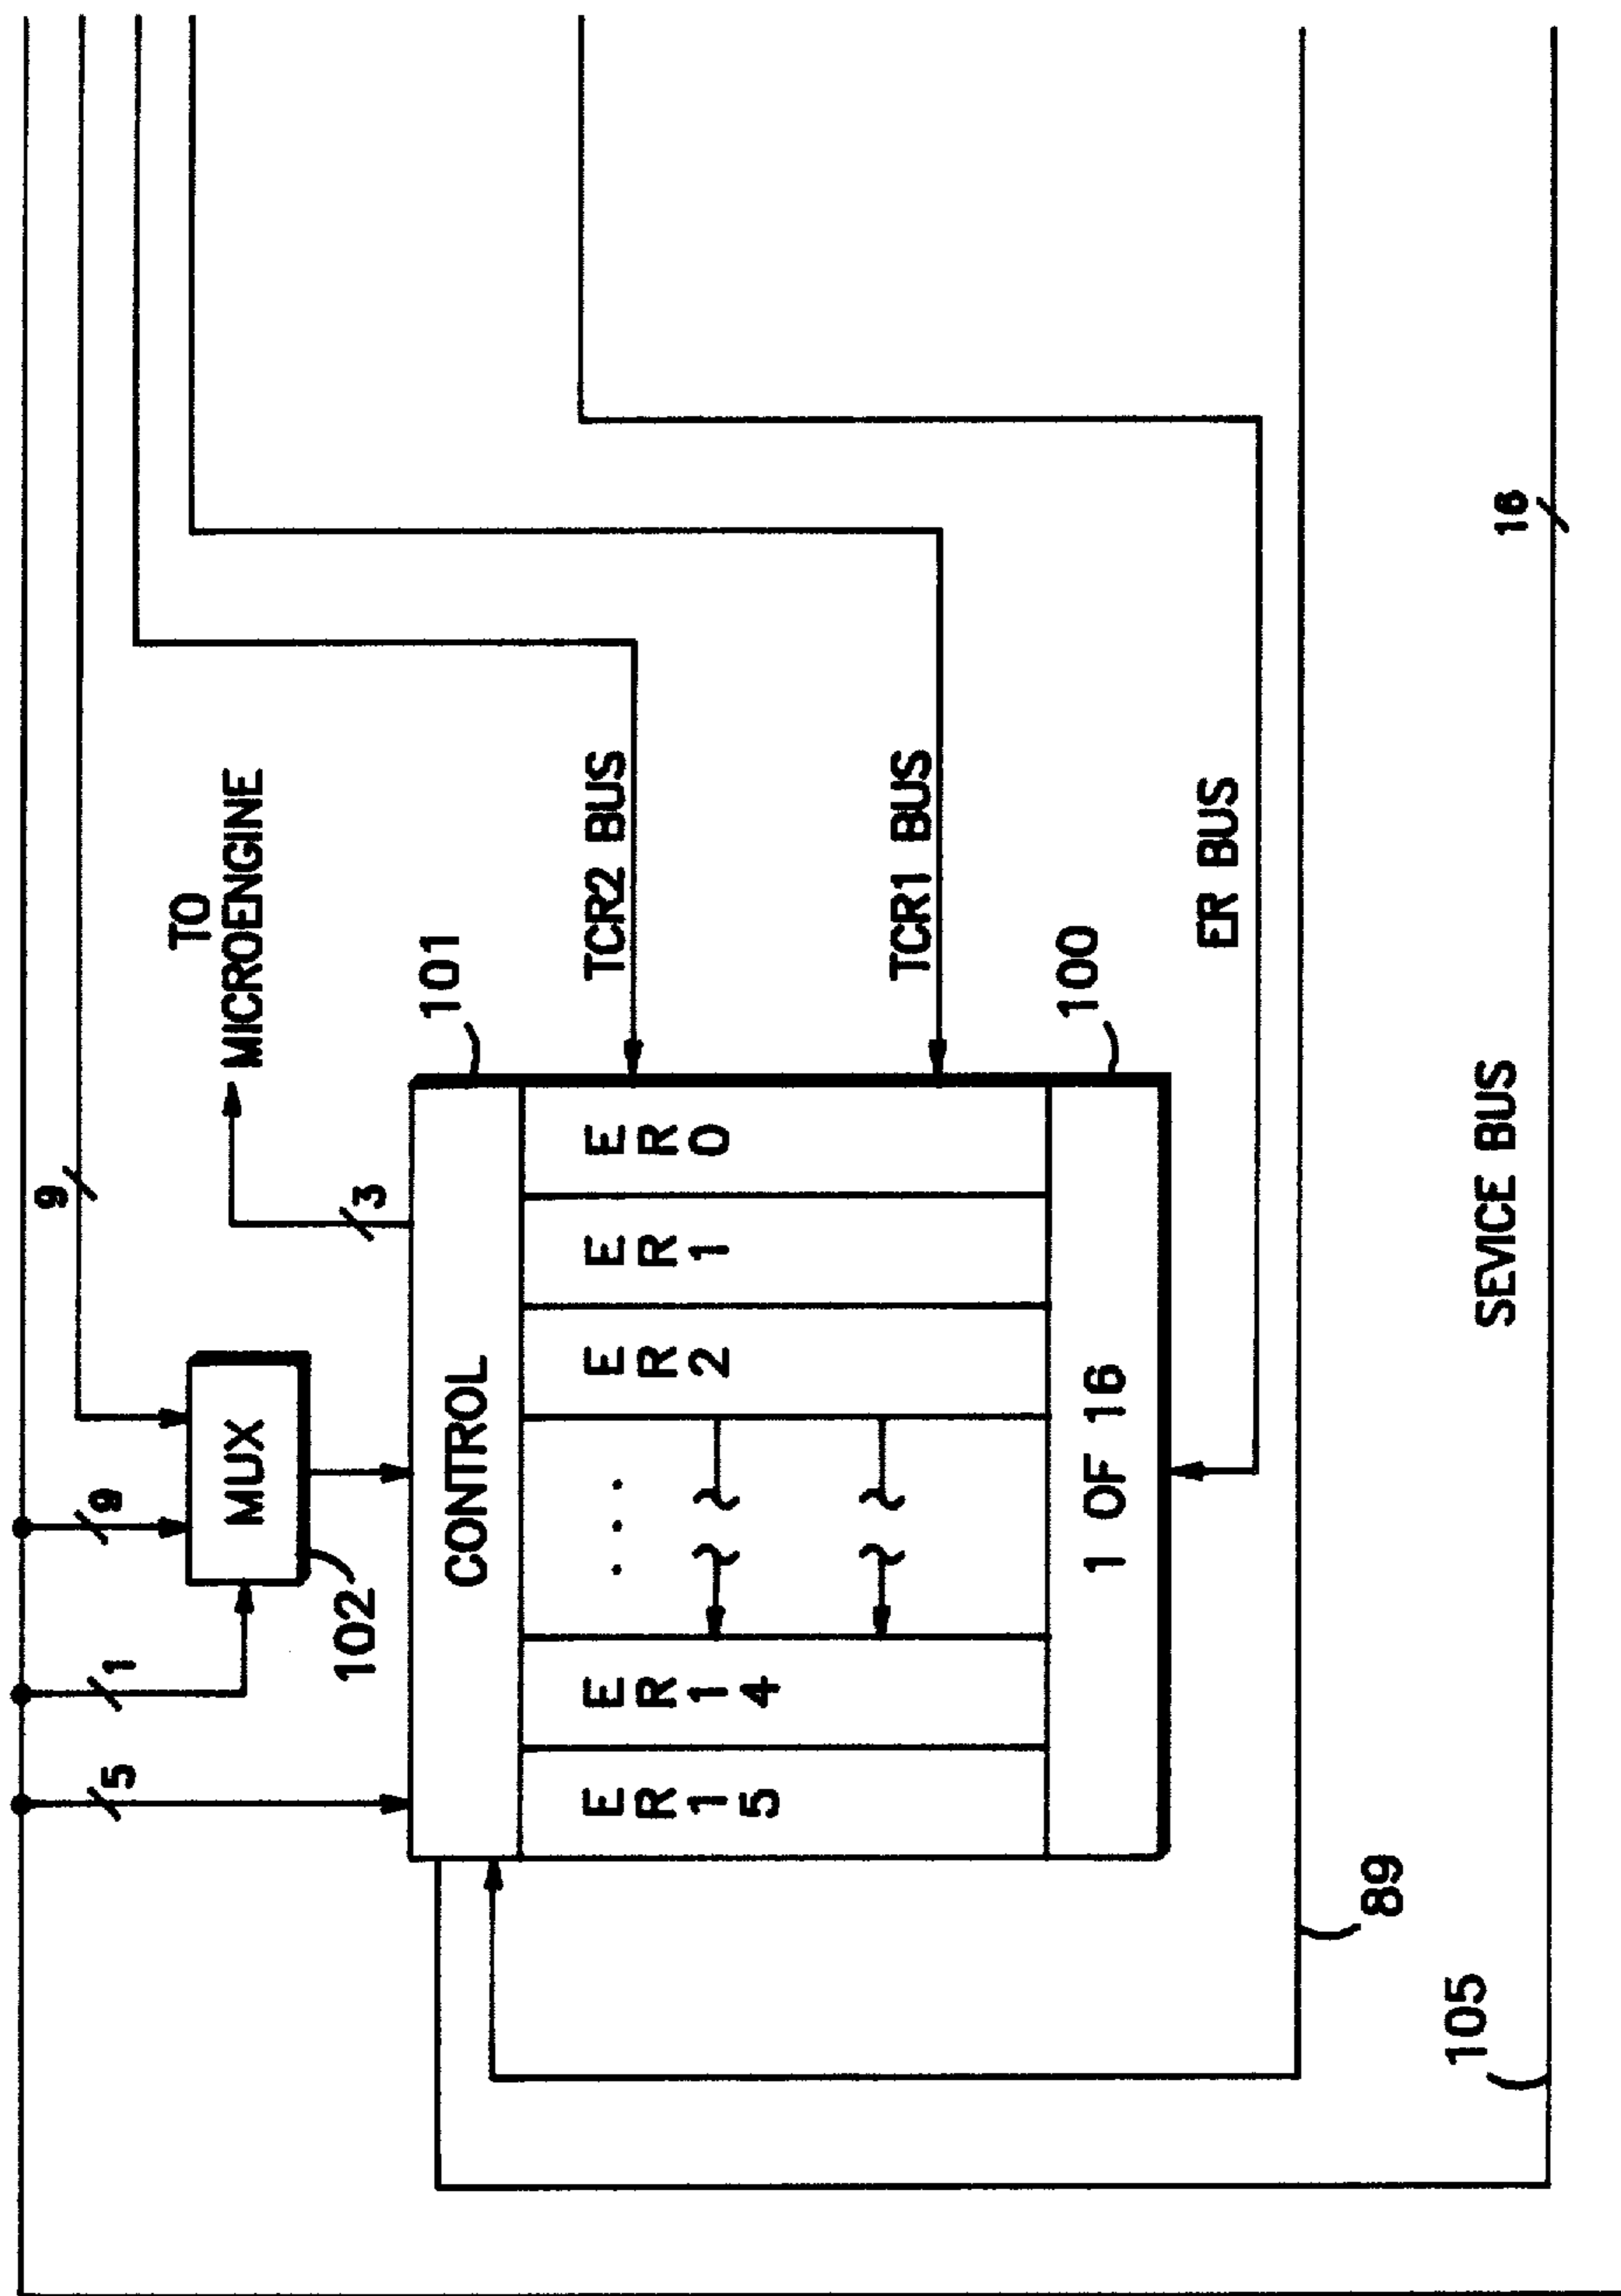 9
TO
MICROENGINE
5
1
9
MUX
102
3
101
CONTROL
TCR2 BUS
ER15
ER14
. . .
ER2
ER1
ER0
TCR1 BUS
1 OF 16
100
ER BUS
89
SEVICE BUS
16
105